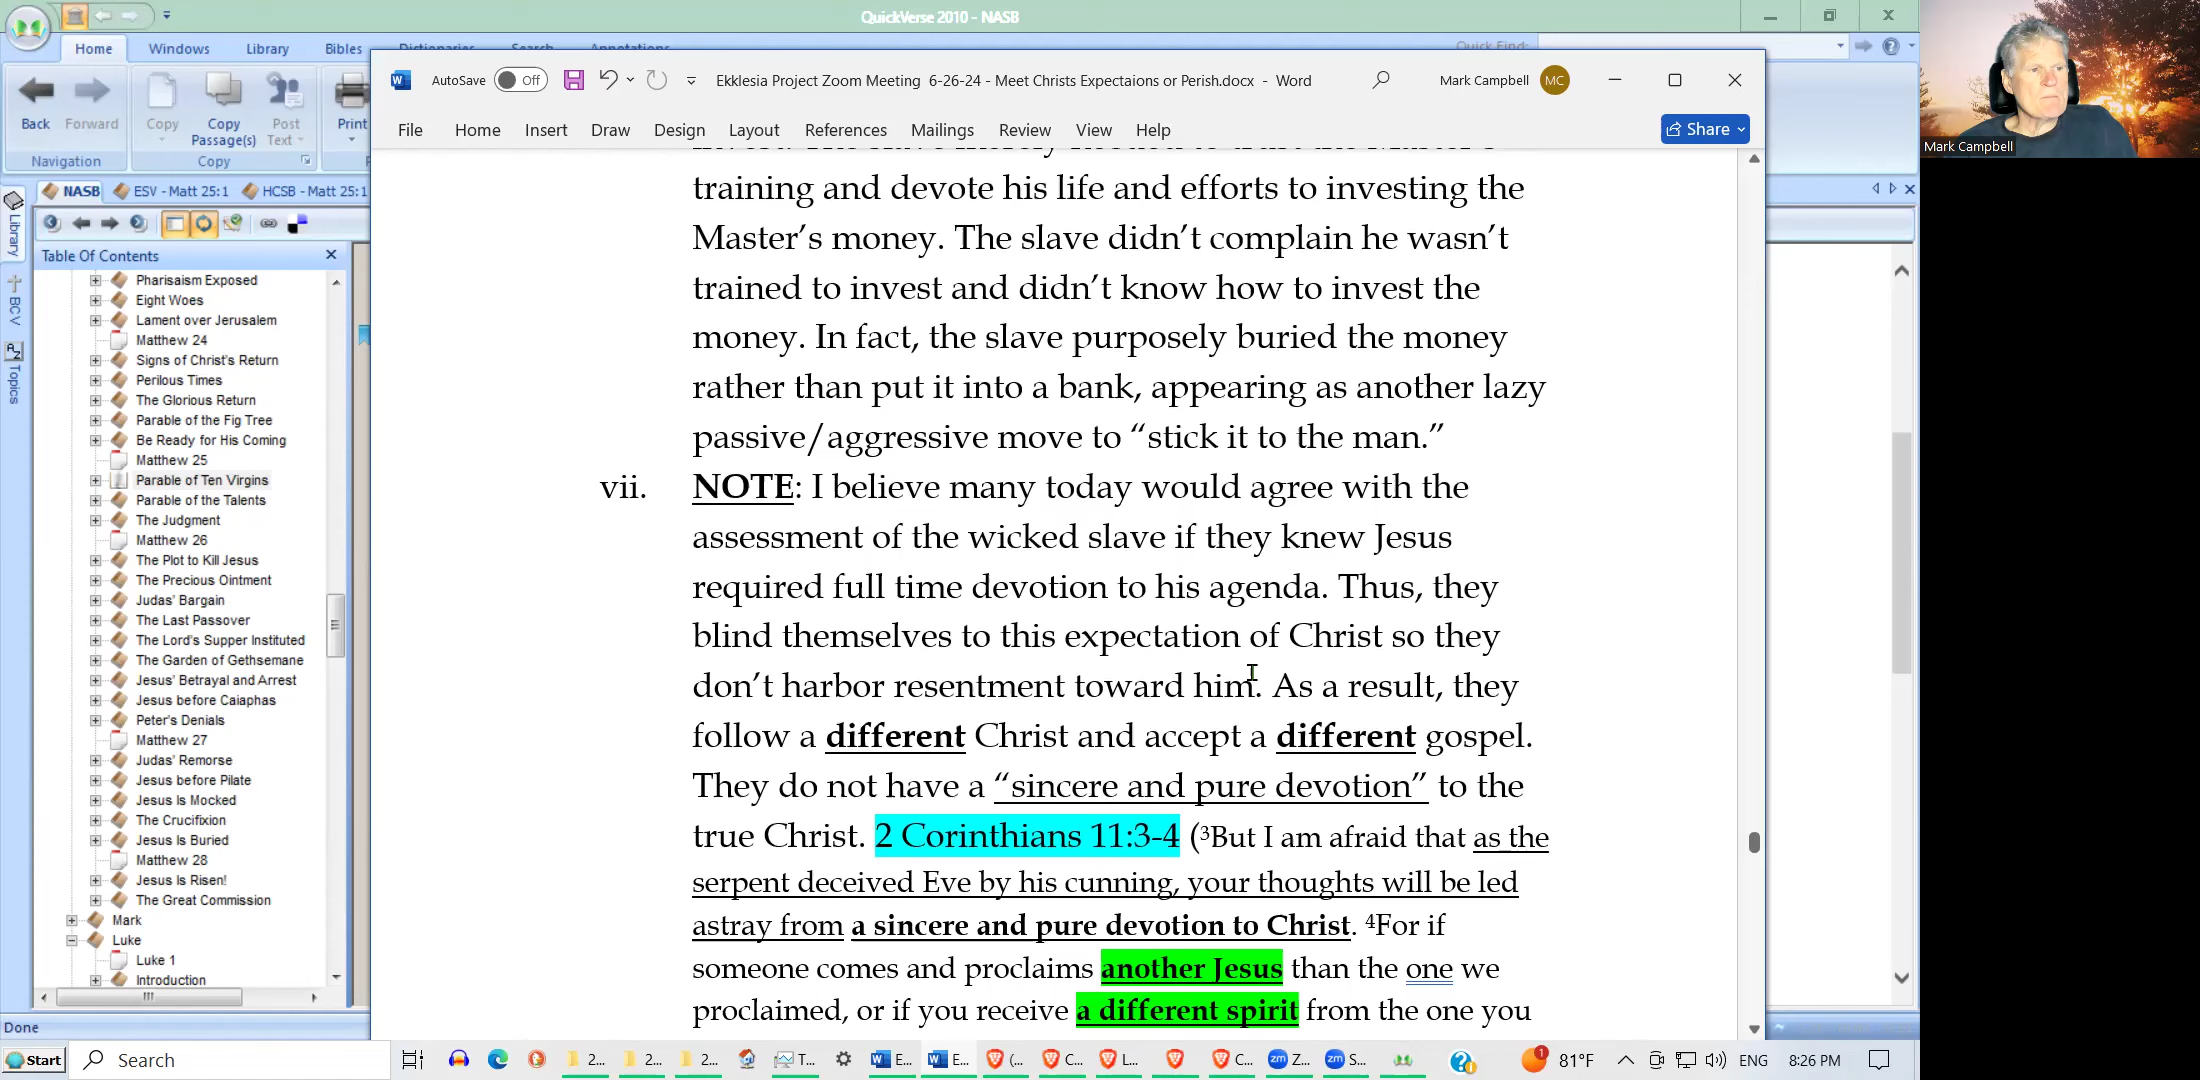 QuickVerse 2010 - NASB
Home Windows Library Bibles Dictionaries Search Annotations Quick Find:
Back Forward Copy Copy Passage(s) Post Text Print
Navigation Copy
NASB ESV - Matt 25:1 HCSB - Matt 25:1
Library
BCV
Topics
Table Of Contents
Pharisaism Exposed
Eight Woes
Lament over Jerusalem
Matthew 24
Signs of Christ's Return
Perilous Times
The Glorious Return
Parable of the Fig Tree
Be Ready for His Coming
Matthew 25
Parable of Ten Virgins
Parable of the Talents
The Judgment
Matthew 26
The Plot to Kill Jesus
The Precious Ointment
Judas' Bargain
The Last Passover
The Lord's Supper Instituted
The Garden of Gethsemane
Jesus' Betrayal and Arrest
Jesus before Caiaphas
Peter's Denials
Matthew 27
Judas' Remorse
Jesus before Pilate
Jesus Is Mocked
The Crucifixion
Jesus Is Buried
Matthew 28
Jesus Is Risen!
The Great Commission
Mark
Luke
Luke 1
Introduction
Done
AutoSave Off Ekklesia Project Zoom Meeting 6-26-24 - Meet Christs Expectaions or Perish.docx - Word Mark Campbell MC
File Home Insert Draw Design Layout References Mailings Review View Help Share
training and devote his life and efforts to investing the
Master’s money. The slave didn’t complain he wasn’t
trained to invest and didn’t know how to invest the
money. In fact, the slave purposely buried the money
rather than put it into a bank, appearing as another lazy
passive/aggressive move to “stick it to the man.”
vii. NOTE: I believe many today would agree with the
assessment of the wicked slave if they knew Jesus
required full time devotion to his agenda. Thus, they
blind themselves to this expectation of Christ so they
don’t harbor resentment toward him. As a result, they
follow a different Christ and accept a different gospel.
They do not have a “sincere and pure devotion” to the
true Christ. 2 Corinthians 11:3-4 (³But I am afraid that as the
serpent deceived Eve by his cunning, your thoughts will be led
astray from a sincere and pure devotion to Christ. ⁴For if
someone comes and proclaims another Jesus than the one we
proclaimed, or if you receive a different spirit from the one you
Mark Campbell
Start Search 2... 2... 2... T... E... E... (... C... L... C... Z... S... 1 81°F ENG 8:26 PM